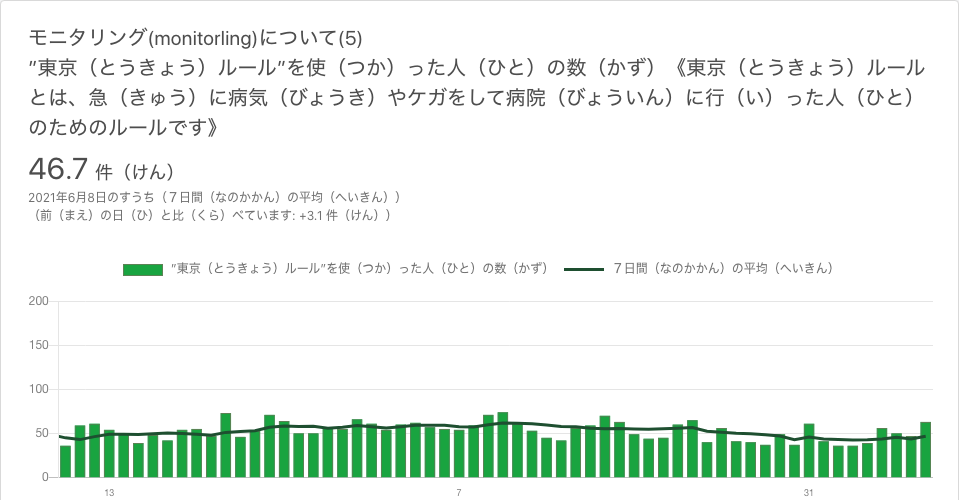 モニタリング(monitorling)について(5)
”東京（とうきょう）ルール”を使（つか）った人（ひと）の数（かず）《東京（とうきょう）ルール
とは、急（きゅう）に病気（びょうき）やケガをして病院（びょういん）に行（い）った人（ひと）
のためのルールです》
46.7 件（けん）
2021年6月8日のすうち（７日間（なのかかん）の平均（へいきん））
（前（まえ）の日（ひ）と比（くら）べています: +3.1 件（けん））
”東京（とうきょう）ルール”を使（つか）った人（ひと）の数（かず） ７日間（なのかかん）の平均（へいきん）
200
150
100
50
0
13 7 31